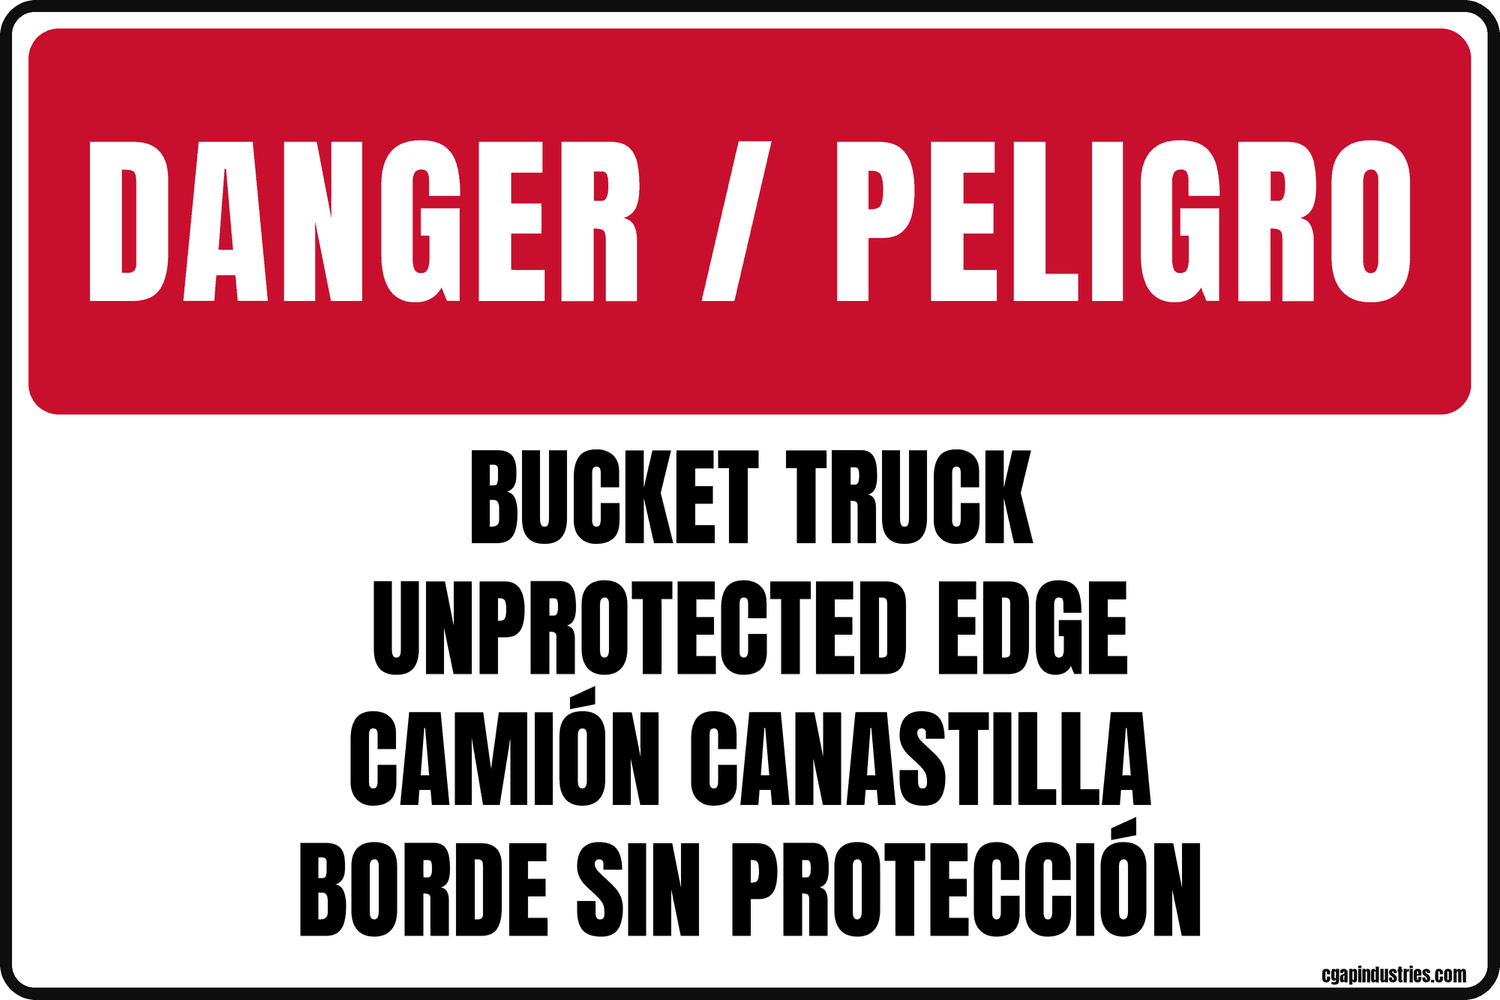 DANGER / PELIGRO
BUCKET TRUCK
UNPROTECTED EDGE
CAMIÓN CANASTILLA
BORDE SIN PROTECCIÓN
cgapindustries.com